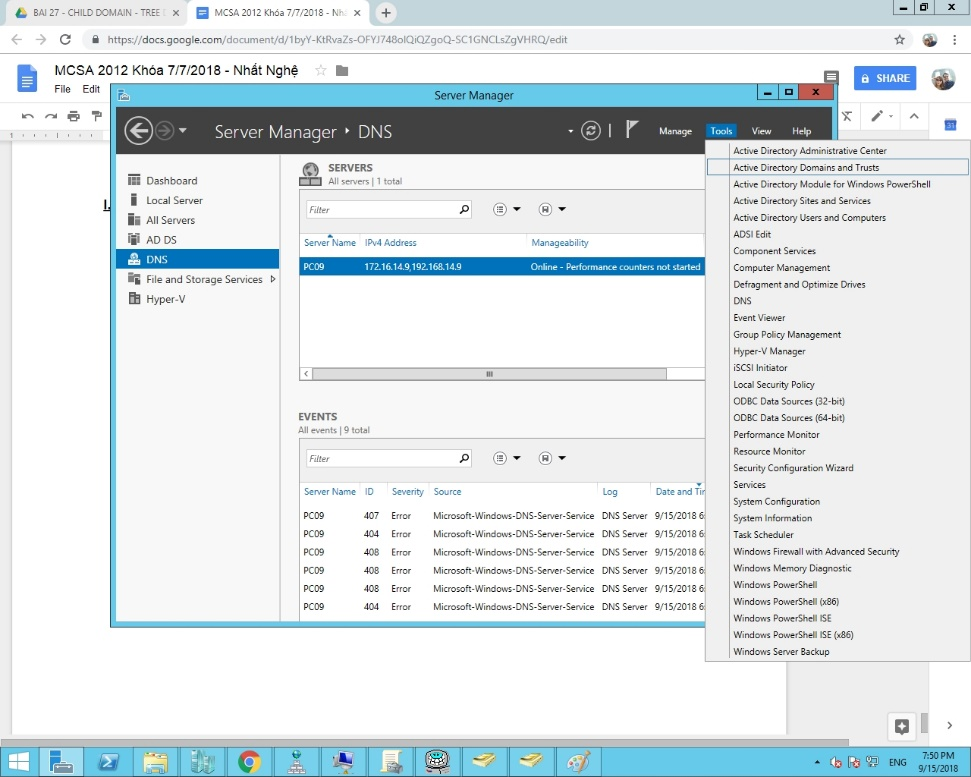 BAI 27 - CHILD DOMAIN - TREE
MCSA 2012 Khóa 7/7/2018 - Nhấ
https://docs.google.com/document/d/1byY-KtRvaZs-OFYJ748olQiQZgoQ-SC1GNCLsZgVHRQ/edit
MCSA 2012 Khóa 7/7/2018 - Nhất Nghệ
SHARE
File Edit
Server Manager
Server Manager • DNS
Manage Tools View Help
Dashboard
Local Server
All Servers
AD DS
DNS
File and Storage Services
Hyper-V
I.
SERVERS
All servers | 1 total
Filter
Server Name IPv4 Address Manageability
PC09 172.16.14.9,192.168.14.9 Online - Performance counters not started
EVENTS
All events | 9 total
Filter
Server Name ID Severity Source Log Date and Tir
PC09 407 Error Microsoft-Windows-DNS-Server-Service DNS Server 9/15/2018 6:
PC09 404 Error Microsoft-Windows-DNS-Server-Service DNS Server 9/15/2018 6:
PC09 408 Error Microsoft-Windows-DNS-Server-Service DNS Server 9/15/2018 6:
PC09 408 Error Microsoft-Windows-DNS-Server-Service DNS Server 9/15/2018 6:
PC09 408 Error Microsoft-Windows-DNS-Server-Service DNS Server 9/15/2018 6:
PC09 404 Error Microsoft-Windows-DNS-Server-Service DNS Server 9/15/2018 6:
Active Directory Administrative Center
Active Directory Domains and Trusts
Active Directory Module for Windows PowerShell
Active Directory Sites and Services
Active Directory Users and Computers
ADSI Edit
Component Services
Computer Management
Defragment and Optimize Drives
DNS
Event Viewer
Group Policy Management
Hyper-V Manager
iSCSI Initiator
Local Security Policy
ODBC Data Sources (32-bit)
ODBC Data Sources (64-bit)
Performance Monitor
Resource Monitor
Security Configuration Wizard
Services
System Configuration
System Information
Task Scheduler
Windows Firewall with Advanced Security
Windows Memory Diagnostic
Windows PowerShell
Windows PowerShell (x86)
Windows PowerShell ISE
Windows PowerShell ISE (x86)
Windows Server Backup
31
ENG
7:50 PM
9/15/2018